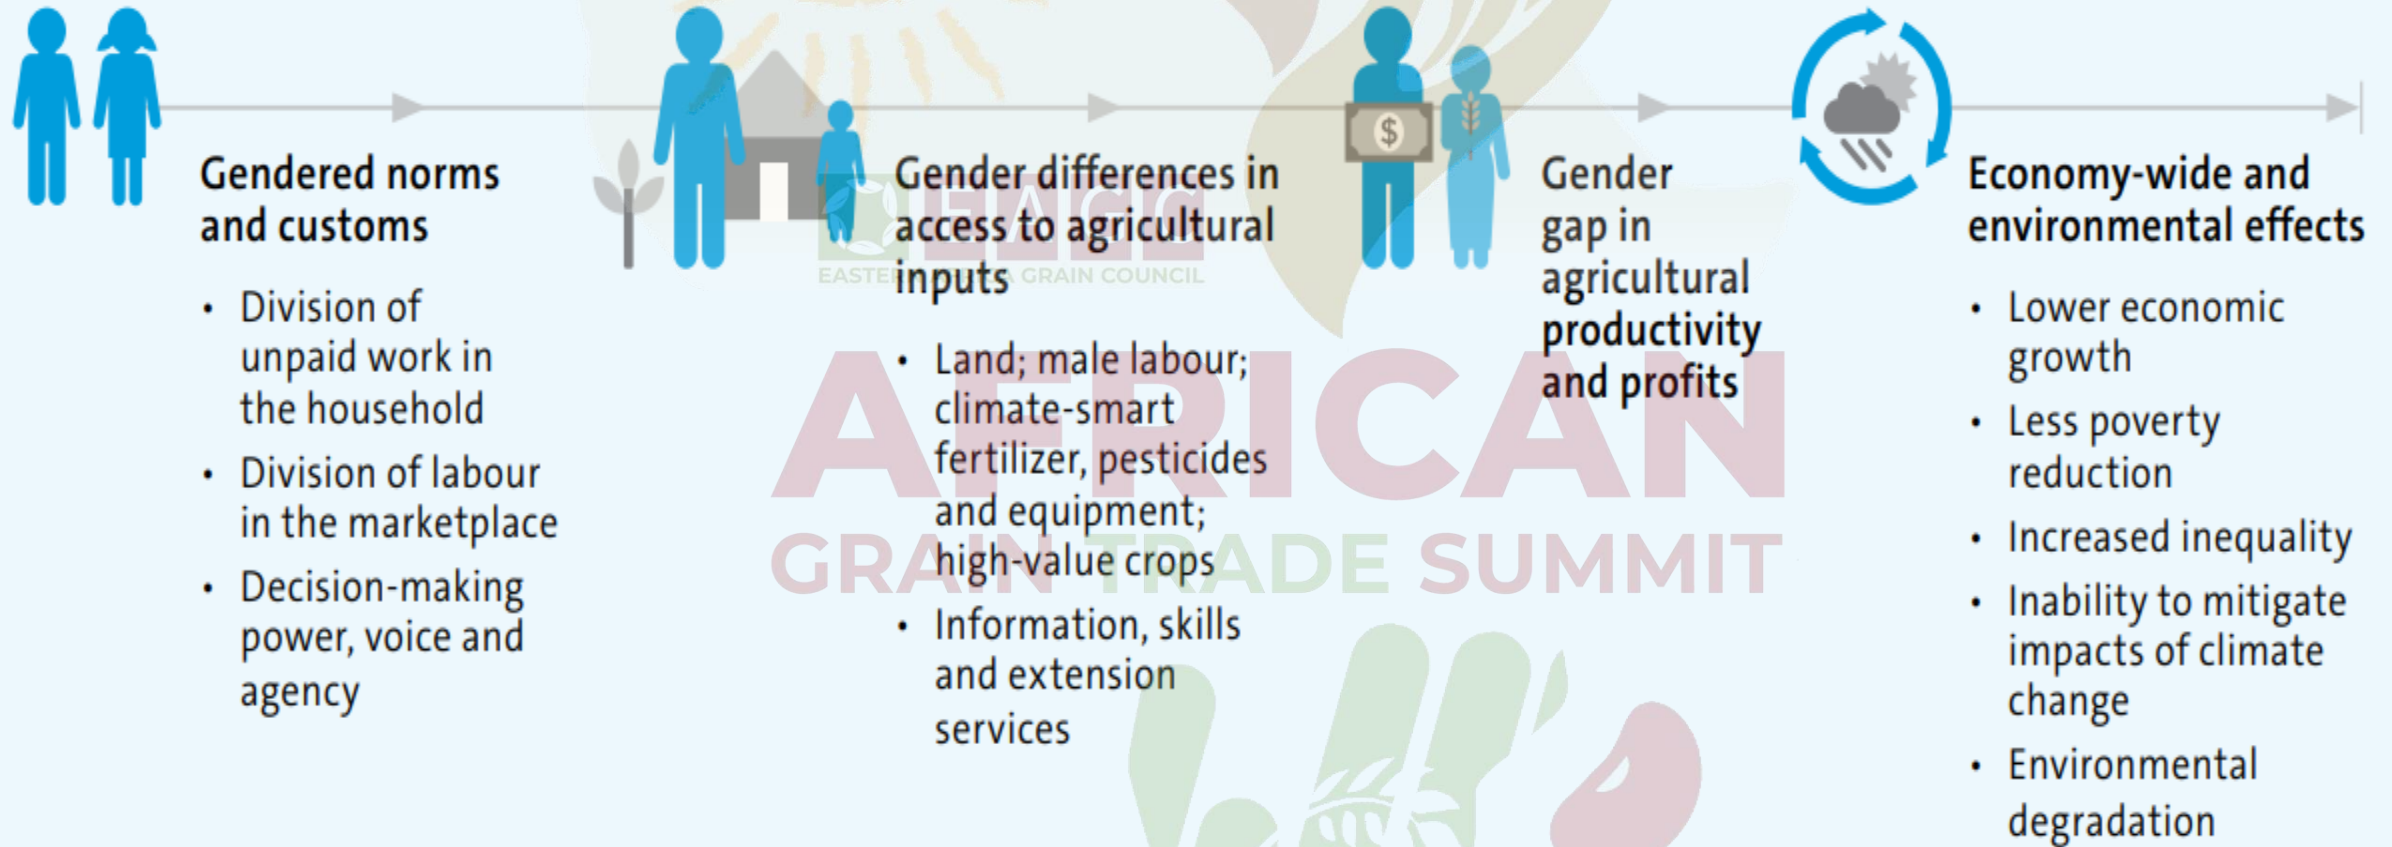 Gendered norms
and customs
• Division of
unpaid work in
the household
• Division of labour
in the marketplace
• Decision-making
power, voice and
agency
Gender differences in
access to agricultural
inputs
• Land; male labour;
climate-smart
fertilizer, pesticides
and equipment;
high-value crops
• Information, skills
and extension
services
$
Gender
gap in
agricultural
productivity
and profits
Economy-wide and
environmental effects
• Lower economic
growth
• Less poverty
reduction
• Increased inequality
• Inability to mitigate
impacts of climate
change
• Environmental
degradation
EAGC
EASTERN AFRICA GRAIN COUNCIL
AFRICAN
GRAIN TRADE SUMMIT